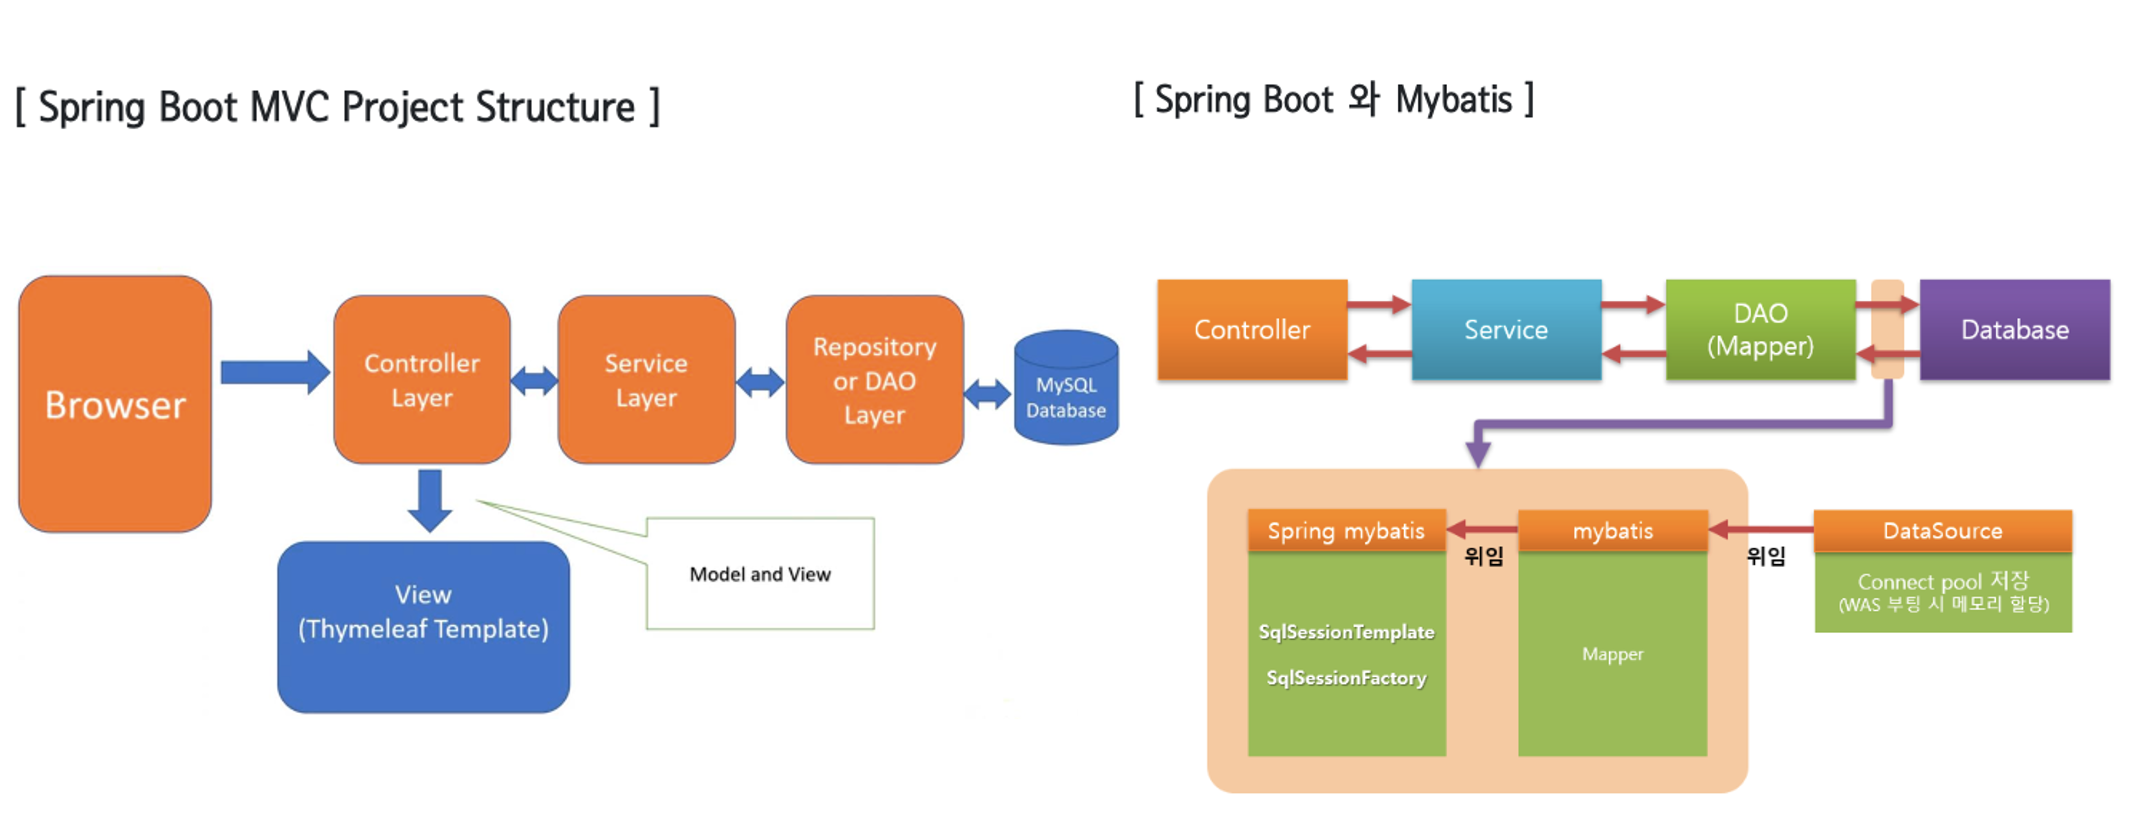 [ Spring Boot MVC Project Structure ]
Browser
Controller
Layer
Service
Layer
Repository
or DAO
Layer
MySQL
Database
View
(Thymeleaf Template)
Model and View
[ Spring Boot 와 Mybatis ]
Controller
Service
DAO
(Mapper)
Database
Spring mybatis
위임
mybatis
위임
DataSource
SqlSessionTemplate
SqlSessionFactory
Mapper
Connect pool 저장
(WAS 부팅 시 메모리 할당)